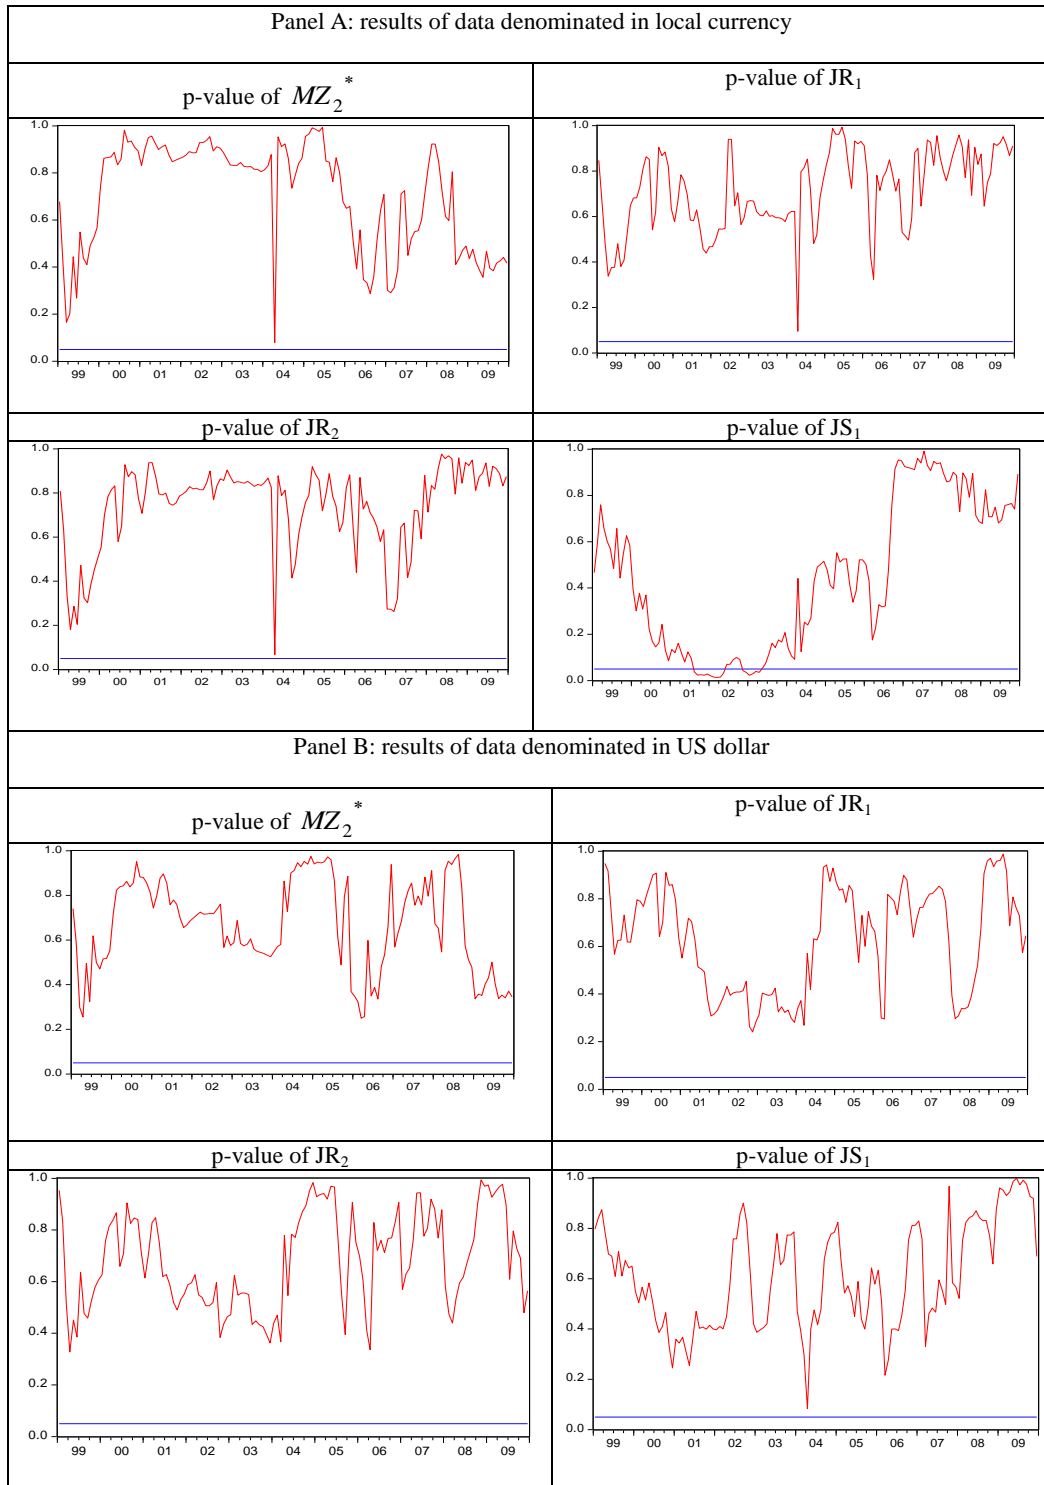 Panel A: results of data denominated in local currency
p-value of MZ₂*
p-value of JR₁
1.0
0.8
0.6
0.4
0.2
0.0
99 00 01 02 03 04 05 06 07 08 09
1.0
0.8
0.6
0.4
0.2
0.0
99 00 01 02 03 04 05 06 07 08 09
p-value of JR₂
p-value of JS₁
1.0
0.8
0.6
0.4
0.2
0.0
99 00 01 02 03 04 05 06 07 08 09
1.0
0.8
0.6
0.4
0.2
0.0
99 00 01 02 03 04 05 06 07 08 09
Panel B: results of data denominated in US dollar
p-value of MZ₂*
p-value of JR₁
1.0
0.8
0.6
0.4
0.2
0.0
99 00 01 02 03 04 05 06 07 08 09
1.0
0.8
0.6
0.4
0.2
0.0
99 00 01 02 03 04 05 06 07 08 09
p-value of JR₂
p-value of JS₁
1.0
0.8
0.6
0.4
0.2
0.0
99 00 01 02 03 04 05 06 07 08 09
1.0
0.8
0.6
0.4
0.2
0.0
99 00 01 02 03 04 05 06 07 08 09